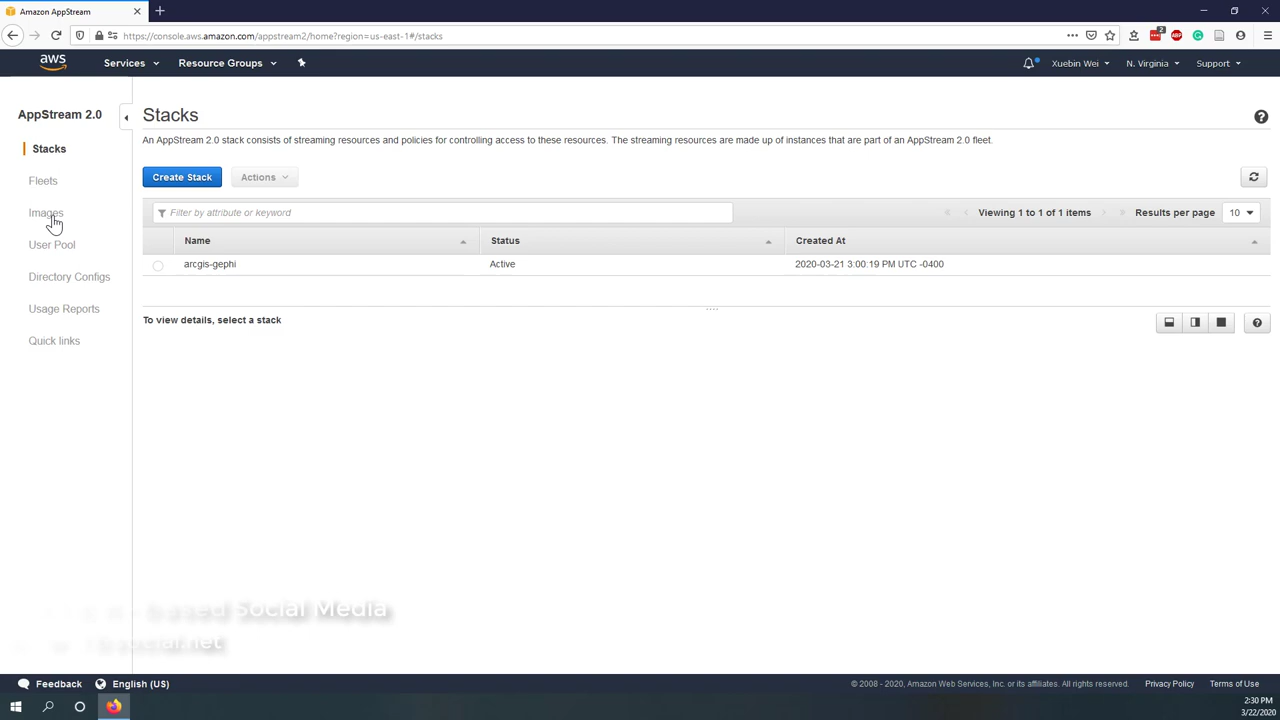 Amazon AppStream
https://console.aws.amazon.com/appstream2/home?region=us-east-1#/stacks
2
ABP
aws
Services
Resource Groups
Xuebin Wei
N. Virginia
Support
AppStream 2.0
Stacks
Fleets
Images
User Pool
Directory Configs
Usage Reports
Quick links
Stacks
An AppStream 2.0 stack consists of streaming resources and policies for controlling access to these resources. The streaming resources are made up of instances that are part of an AppStream 2.0 fleet.
Create Stack
Actions
Filter by attribute or keyword
Viewing 1 to 1 of 1 items
Results per page
10
Name
Status
Created At
arcgis-gephi
Active
2020-03-21 3:00:19 PM UTC -0400
To view details, select a stack
based Social Media
social.net
Feedback
English (US)
© 2008 - 2020, Amazon Web Services, Inc. or its affiliates. All rights reserved.
Privacy Policy
Terms of Use
2:30 PM
3/22/2020